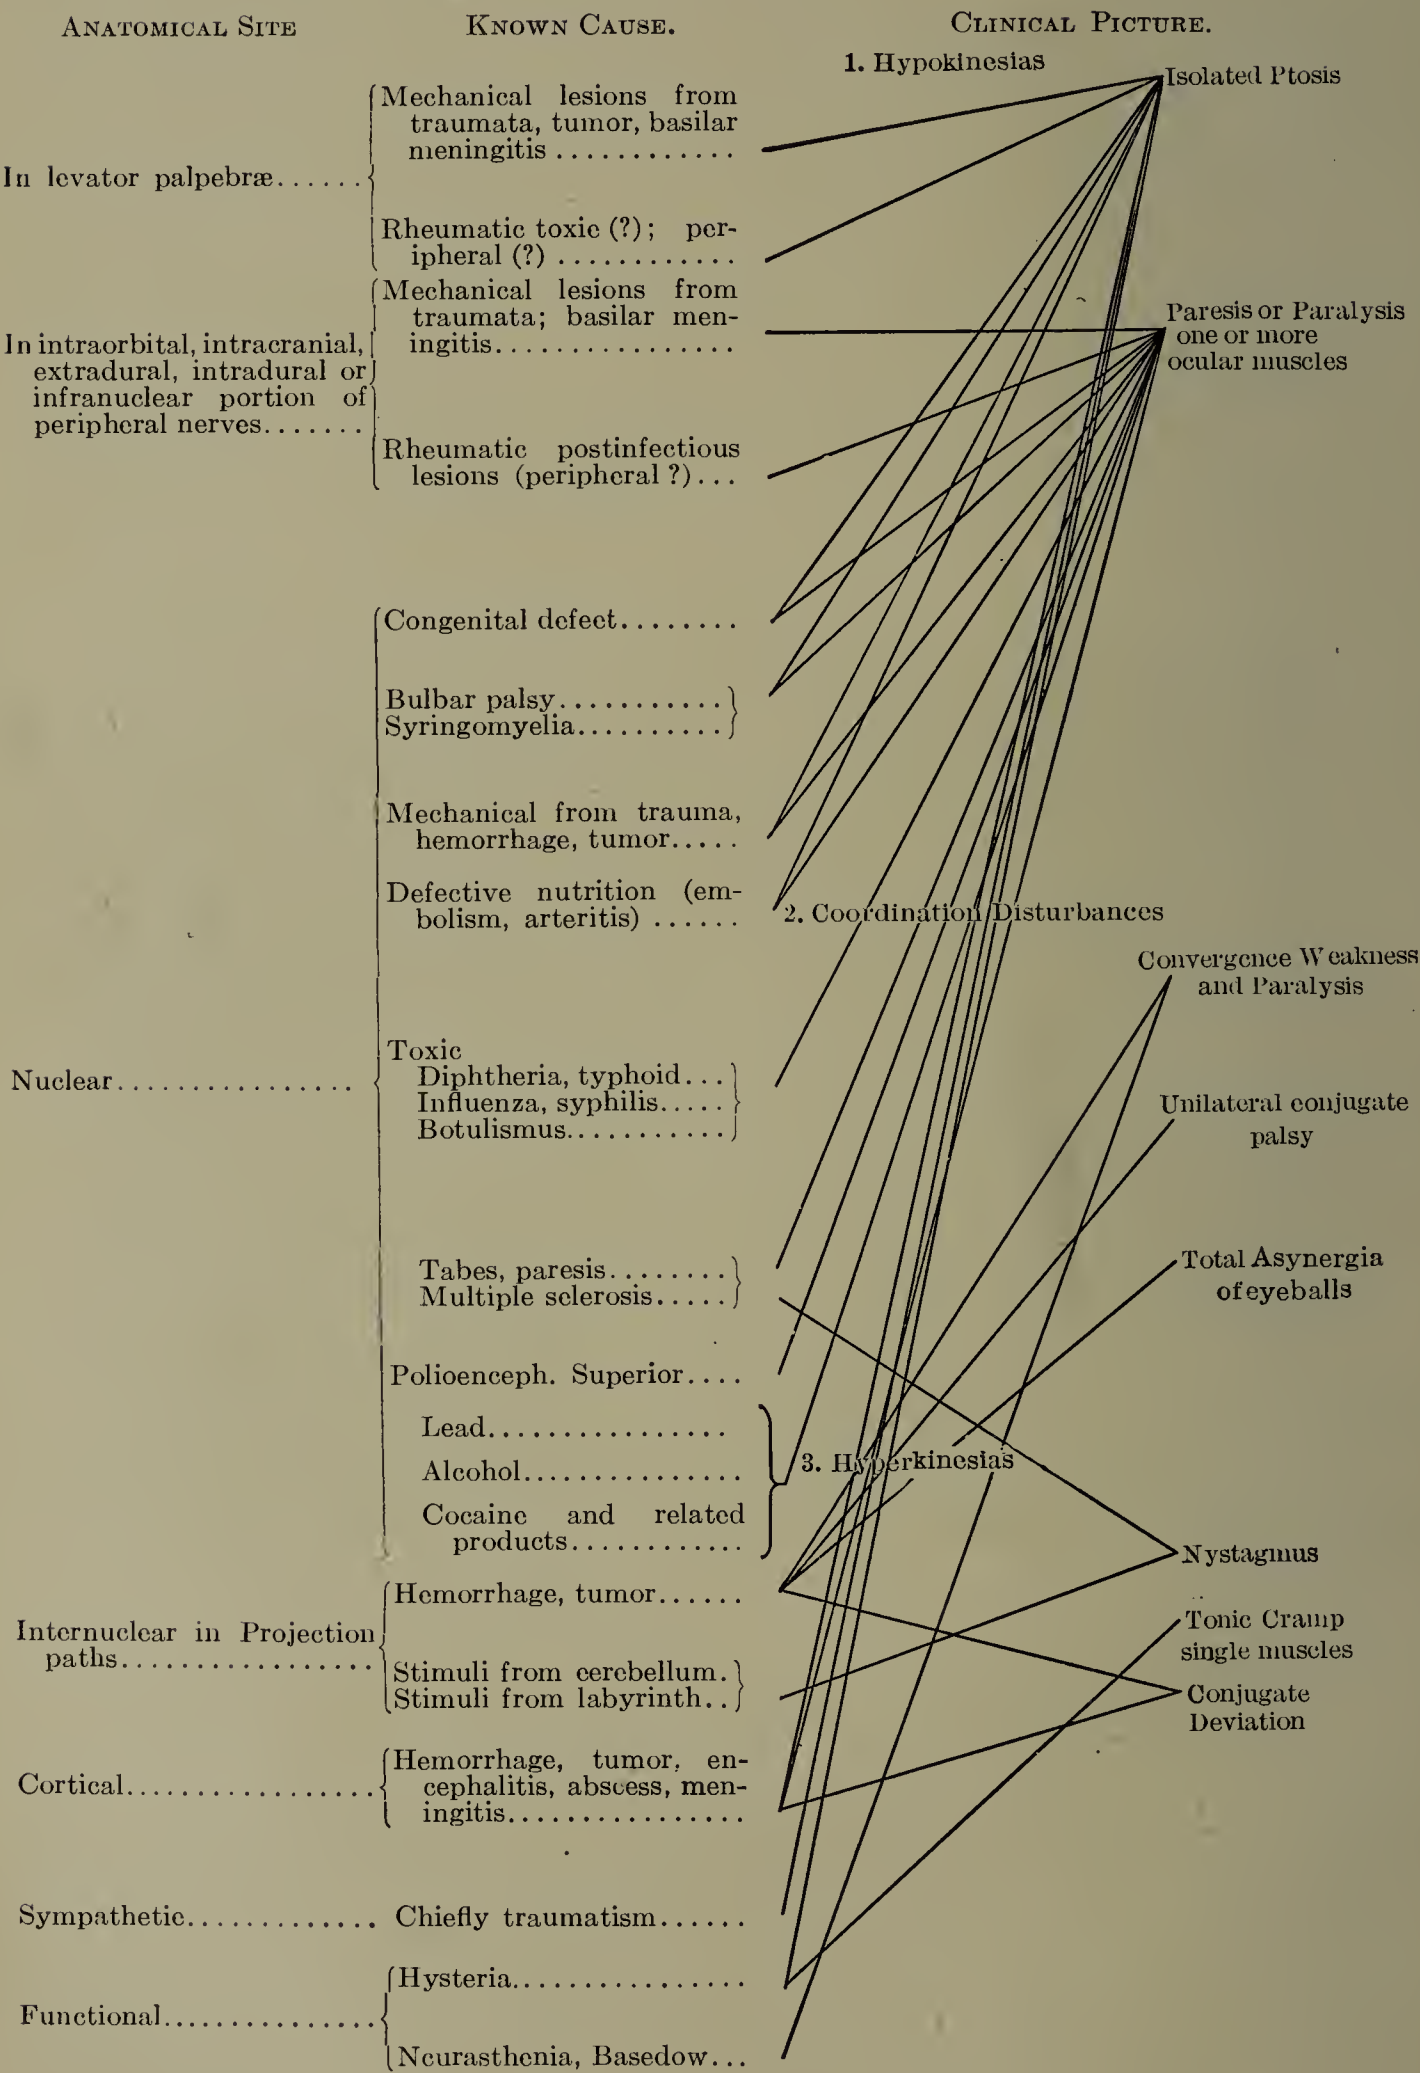 ANATOMICAL SITE
KNOWN CAUSE.
CLINICAL PICTURE.
1. Hypokinesias
Isolated Ptosis
In levator palpebræ......
Mechanical lesions from
traumata, tumor, basilar
meningitis ............
Rheumatic toxic (?); per-
ipheral (?) ............
In intraorbital, intracranial,
extradural, intradural or
infranuclear portion of
peripheral nerves.......
Mechanical lesions from
traumata; basilar men-
ingitis................
Rheumatic postinfectious
lesions (peripheral ?)...
Paresis or Paralysis
one or more
ocular muscles
Nuclear................
Congenital defect........
Bulbar palsy............
Syringomyelia..........
Mechanical from trauma,
hemorrhage, tumor.....
Defective nutrition (em-
bolism, arteritis) ......
Toxic
Diphtheria, typhoid...
Influenza, syphilis.....
Botulismus............
Tabes, paresis.........
Multiple sclerosis.....
Polioenceph. Superior....
Lead................
Alcohol...............
Cocaine and related
products.............
2. Coordination Disturbances
Convergence Weakness
and Paralysis
Unilateral conjugate
palsy
Total Asynergia
of eyeballs
3. Hyperkinesias
Nystagmus
Tonic Cramp
single muscles
Conjugate
Deviation
Internuclear in Projection
paths.................
Hemorrhage, tumor......
Stimuli from cerebellum.
Stimuli from labyrinth..
Cortical.................
Hemorrhage, tumor, en-
cephalitis, abscess, men-
ingitis................
Sympathetic.............
Chiefly traumatism......
Functional................
Hysteria.................
Neurasthenia, Basedow...